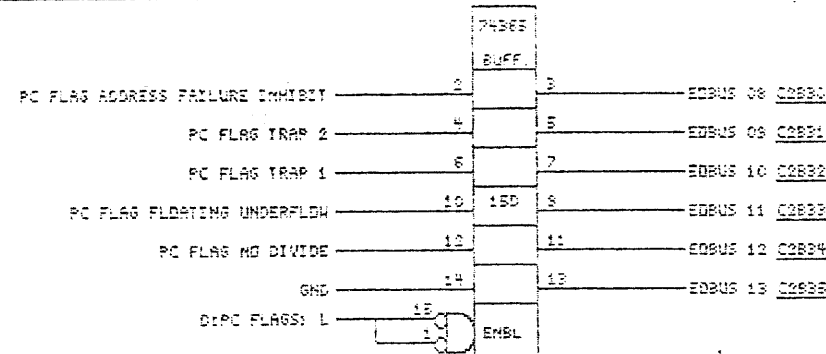 74365
BUFF.
PC FLAG ADDRESS FAILURE INHIBIT 2 3 EDBUS 08 C2B30
PC FLAG TRAP 2 4 5 EDBUS 09 C2B31
PC FLAG TRAP 1 6 7 EDBUS 10 C2B32
PC FLAG FLOATING UNDERFLOW 10 15D 9 EDBUS 11 C2B33
PC FLAG NO DIVIDE 12 11 EDBUS 12 C2B34
GND 14 13 EDBUS 13 C2B35
D:PC FLAGS: L 15
1 ENBL